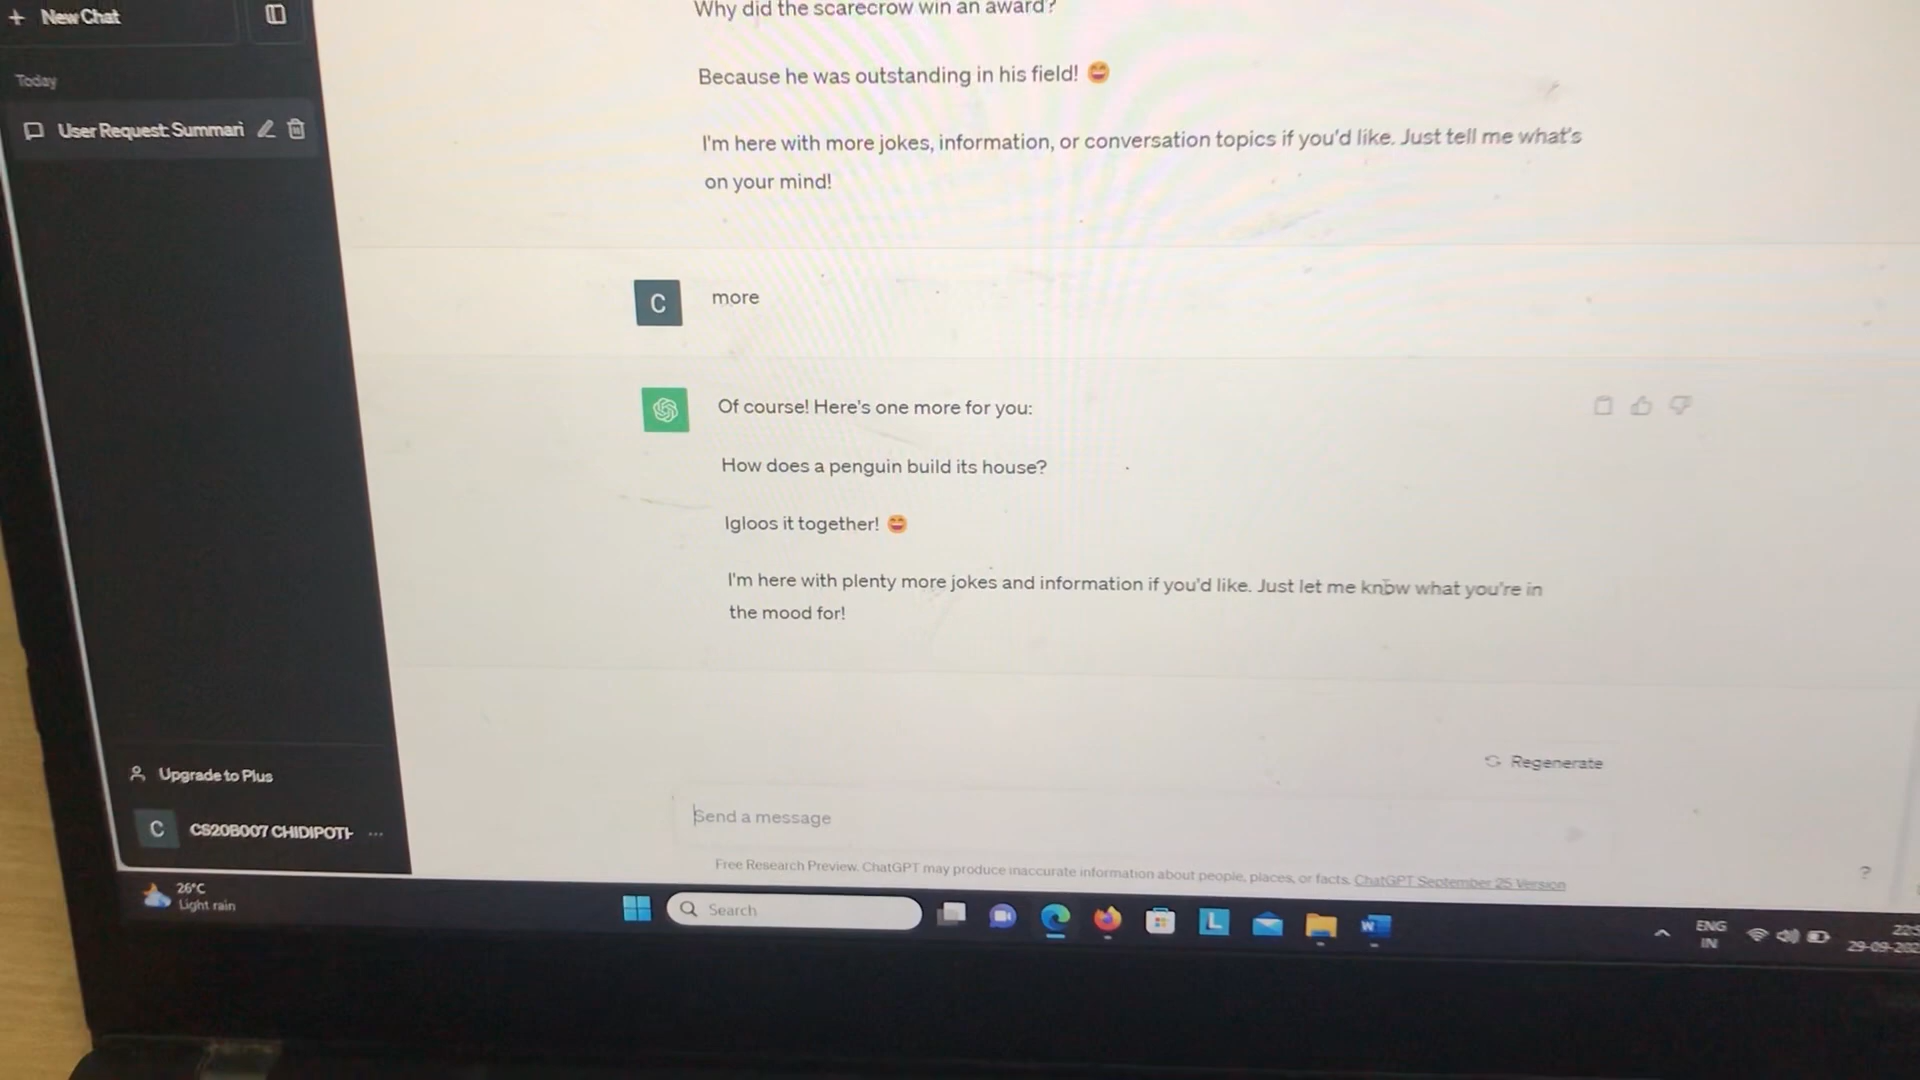 New Chat
Today
User Request: Summari
Why did the scarecrow win an award?
Because he was outstanding in his field! 😄
I'm here with more jokes, information, or conversation topics if you'd like. Just tell me what's
on your mind!
C
more
Of course! Here's one more for you:
How does a penguin build its house?
Igloos it together! 😄
I'm here with plenty more jokes and information if you'd like. Just let me know what you're in
the mood for!
Regenerate
Send a message
Free Research Preview. ChatGPT may produce inaccurate information about people, places, or facts. ChatGPT September 25 Version
?
Upgrade to Plus
C
CS20B007 CHIDIPOTH
26°C
Light rain
Search
L
W
ENG
IN